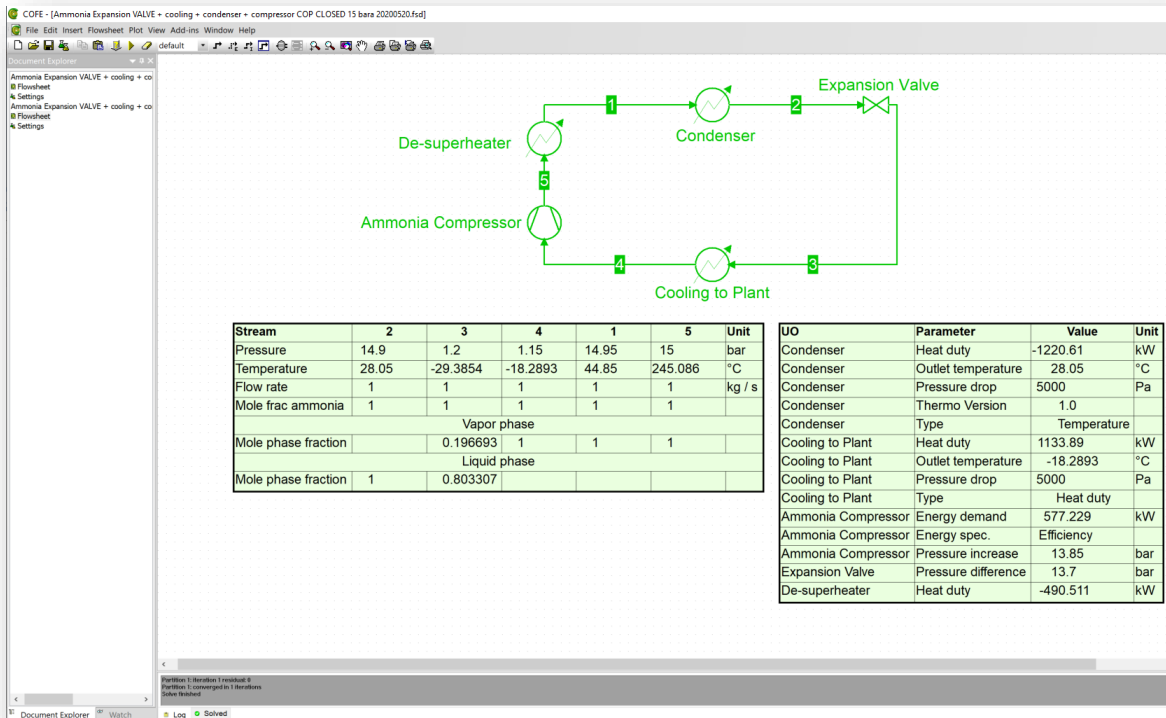 COFE - [Ammonia Expansion VALVE + cooling + condenser + compressor COP CLOSED 15 bara 20200520.fsd]
File Edit Insert Flowsheet Plot View Add-ins Window Help
default
Document Explorer
Ammonia Expansion VALVE + cooling + co
Flowsheet
Settings
Ammonia Expansion VALVE + cooling + co
Flowsheet
Settings
Expansion Valve
1
2
Condenser
De-superheater
5
Ammonia Compressor
4
3
Cooling to Plant
Stream 2 3 4 1 5 Unit
Pressure 14.9 1.2 1.15 14.95 15 bar
Temperature 28.05 -29.3854 -18.2893 44.85 245.086 °C
Flow rate 1 1 1 1 1 kg / s
Mole frac ammonia 1 1 1 1 1
Vapor phase
Mole phase fraction 0.196693 1 1 1
Liquid phase
Mole phase fraction 1 0.803307
UO Parameter Value Unit
Condenser Heat duty -1220.61 kW
Condenser Outlet temperature 28.05 °C
Condenser Pressure drop 5000 Pa
Condenser Thermo Version 1.0
Condenser Type Temperature
Cooling to Plant Heat duty 1133.89 kW
Cooling to Plant Outlet temperature -18.2893 °C
Cooling to Plant Pressure drop 5000 Pa
Cooling to Plant Type Heat duty
Ammonia Compressor Energy demand 577.229 kW
Ammonia Compressor Energy spec. Efficiency
Ammonia Compressor Pressure increase 13.85 bar
Expansion Valve Pressure difference 13.7 bar
De-superheater Heat duty -490.511 kW
Partition 1: iteration 1 residual: 0
Partition 1: converged in 1 iterations
Solve finished
Document Explorer Watch
Log Solved